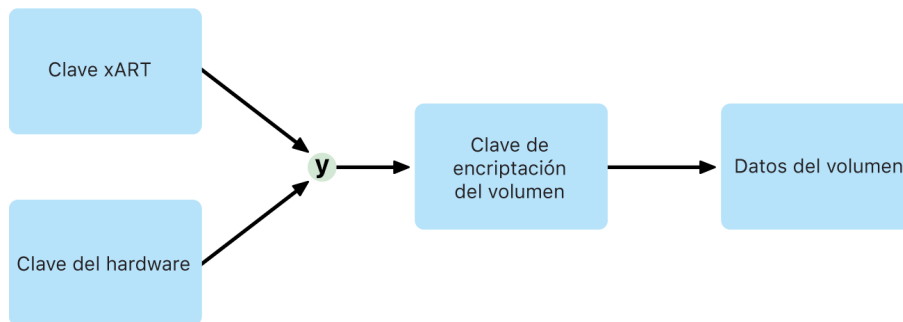 Clave xART
Clave del hardware
y
Clave de
encriptación
del volumen
Datos del volumen